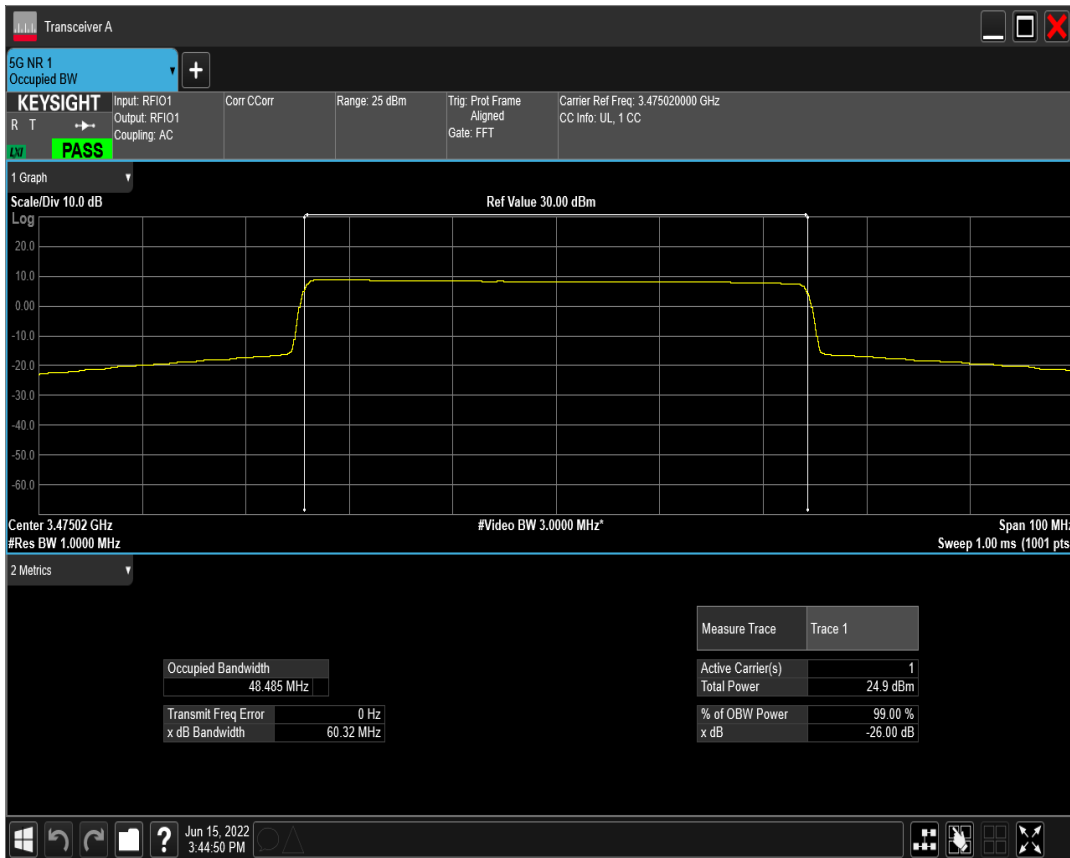 Transceiver A
5G NR 1
Occupied BW
+
KEYSIGHT
R T
LXI
PASS
Input: RFIO1
Output: RFIO1
Coupling: AC
Corr CCorr
Range: 25 dBm
Trig: Prot Frame
Aligned
Gate: FFT
Carrier Ref Freq: 3.475020000 GHz
CC Info: UL, 1 CC
1 Graph
Scale/Div 10.0 dB
Ref Value 30.00 dBm
Log
20.0
10.0
0.00
-10.0
-20.0
-30.0
-40.0
-50.0
-60.0
Center 3.47502 GHz
#Video BW 3.0000 MHz*
Span 100 MHz
#Res BW 1.0000 MHz
Sweep 1.00 ms (1001 pts
2 Metrics
Measure Trace Trace 1
Occupied Bandwidth
48.485 MHz
Active Carrier(s) 1
Total Power 24.9 dBm
Transmit Freq Error 0 Hz
x dB Bandwidth 60.32 MHz
% of OBW Power 99.00 %
x dB -26.00 dB
?
Jun 15, 2022
3:44:50 PM